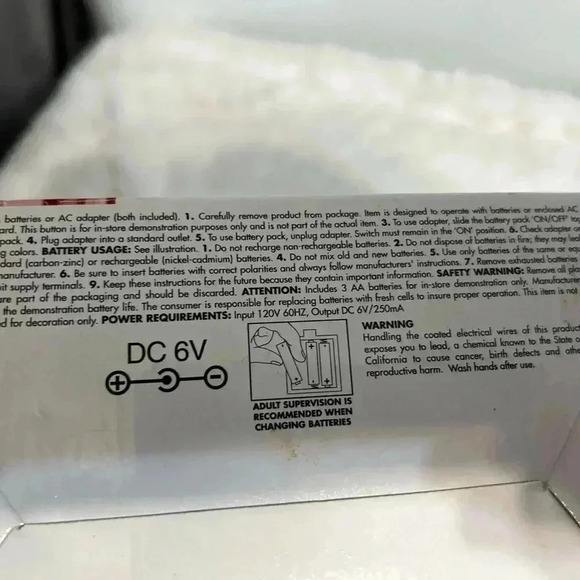 batteries or AC adapter (both included). 1. Carefully remove product from package. Item is designed to operate with batteries or enclosed AC
ard. This button is for in-store demonstration purposes only and is not part of the actual item. 3. To use adapter, slide the battery pack 'ON/OFF'
pack. 4. Plug adapter into a standard outlet. 5. To use battery pack, unplug adapter. Switch must remain in the 'ON' position. 6. Check adapter or
g colors. BATTERY USAGE: See illustration. 1. Do not recharge non-rechargeable batteries. 2. Do not dispose of batteries in fire; they may
dard (carbon-zinc) or rechargeable (nickel-cadmium) batteries. 4. Do not mix old and new batteries. 5. Use only batteries of the same or equ
manufacturer. 6. Be sure to insert batteries with correct polarities and always follow manufacturers' instructions. 7. Remove exhausted batteries
it supply terminals. 9. Keep these instructions for the future because they contain important information. SAFETY WARNING: Remove all
are part of the packaging and should be discarded. ATTENTION: Includes 3 AA batteries for in-store demonstration only. Manufacturer
the demonstration battery life. The consumer is responsible for replacing batteries with fresh cells to insure proper operation. This item is not
d for decoration only. POWER REQUIREMENTS: Input 120V 60HZ, Output DC 6V/250mA
DC 6V
ADULT SUPERVISION IS
RECOMMENDED WHEN
CHANGING BATTERIES
WARNING
Handling the coated electrical wires of this product
exposes you to lead, a chemical known to the State o
California to cause cancer, birth defects and othe
reproductive harm. Wash hands after use.